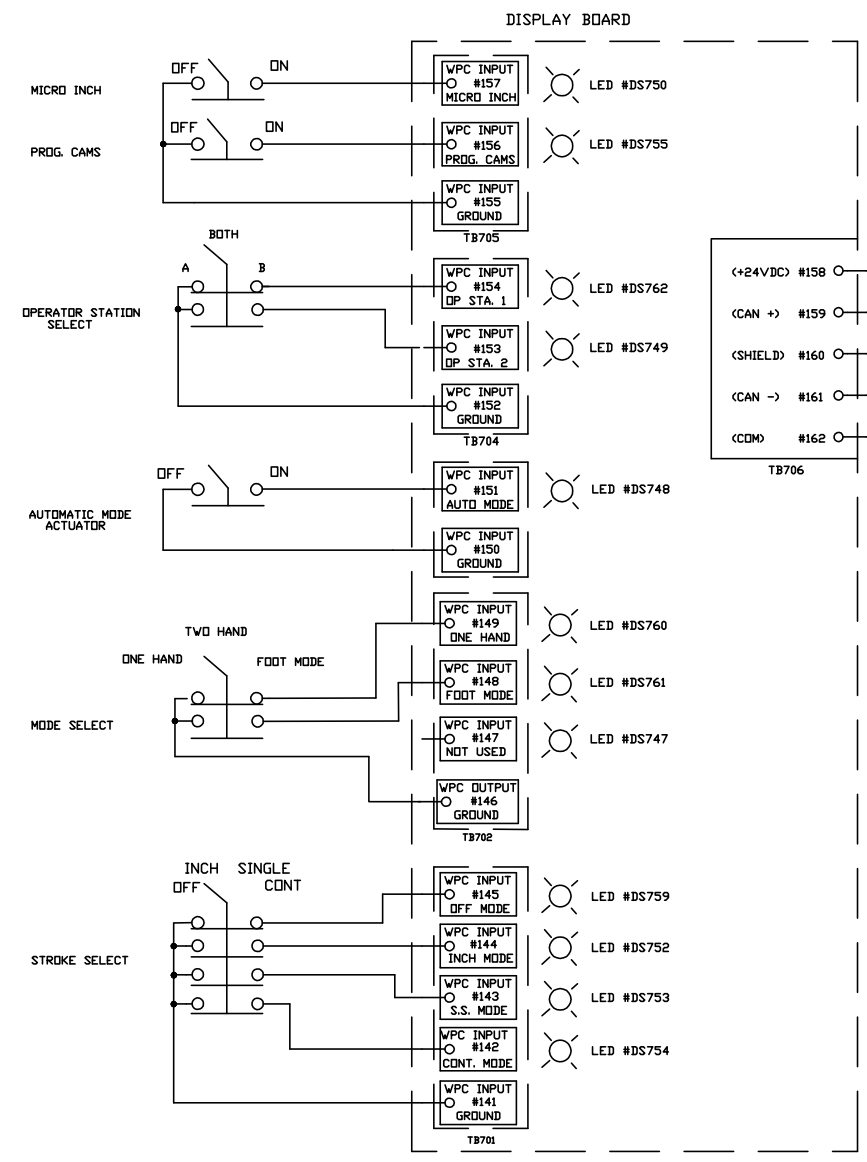 DISPLAY BOARD
MICRO INCH
OFF
ON
WPC INPUT
#157
MICRO INCH
LED #DS750
PROG. CAMS
OFF
ON
WPC INPUT
#156
PROG. CAMS
LED #DS755
WPC INPUT
#155
GROUND
TB705
OPERATOR STATION
SELECT
BOTH
A
B
WPC INPUT
#154
OP STA. 1
LED #DS762
WPC INPUT
#153
OP STA. 2
LED #DS749
WPC INPUT
#152
GROUND
TB704
(+24VDC) #158
(CAN +) #159
(SHIELD) #160
(CAN -) #161
(COM) #162
TB706
AUTOMATIC MODE
ACTUATOR
OFF
ON
WPC INPUT
#151
AUTO MODE
LED #DS748
WPC INPUT
#150
GROUND
MODE SELECT
TWO HAND
ONE HAND
FOOT MODE
WPC INPUT
#149
ONE HAND
LED #DS760
WPC INPUT
#148
FOOT MODE
LED #DS761
WPC INPUT
#147
NOT USED
LED #DS747
WPC OUTPUT
#146
GROUND
TB702
STROKE SELECT
INCH SINGLE
OFF
CONT
WPC INPUT
#145
OFF MODE
LED #DS759
WPC INPUT
#144
INCH MODE
LED #DS752
WPC INPUT
#143
S.S. MODE
LED #DS753
WPC INPUT
#142
CONT. MODE
LED #DS754
WPC INPUT
#141
GROUND
TB701